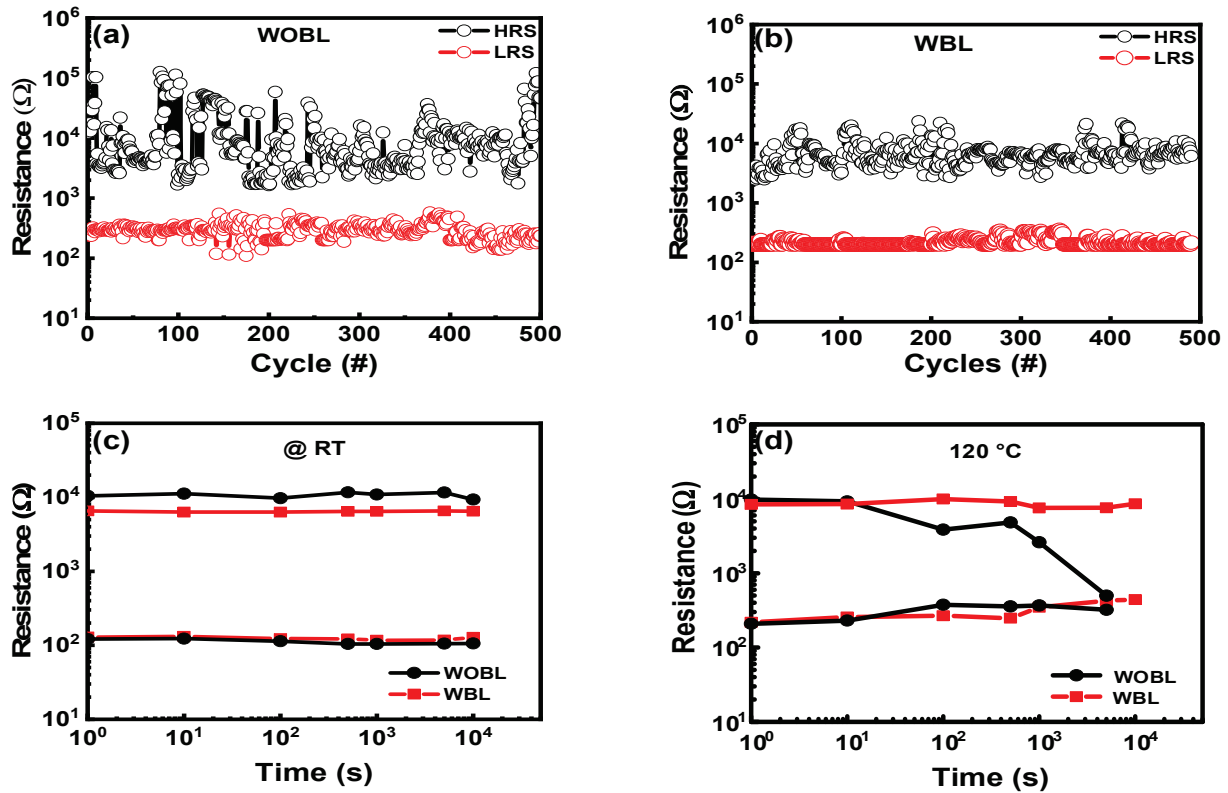 (a)
WOBL
HRS
LRS
10⁶
10⁵
10⁴
10³
10²
10¹
Resistance (Ω)
0 100 200 300 400 500
Cycle (#)
(b)
WBL
HRS
LRS
10⁶
10⁵
10⁴
10³
10²
10¹
Resistance (Ω)
0 100 200 300 400 500
Cycles (#)
(c)
@ RT
10⁵
10⁴
10³
10²
10¹
Resistance (Ω)
WOBL
WBL
10⁰ 10¹ 10² 10³ 10⁴
Time (s)
(d)
120 °C
10⁵
10⁴
10³
10²
10¹
Resistance (Ω)
WOBL
WBL
10⁰ 10¹ 10² 10³ 10⁴
Time (s)